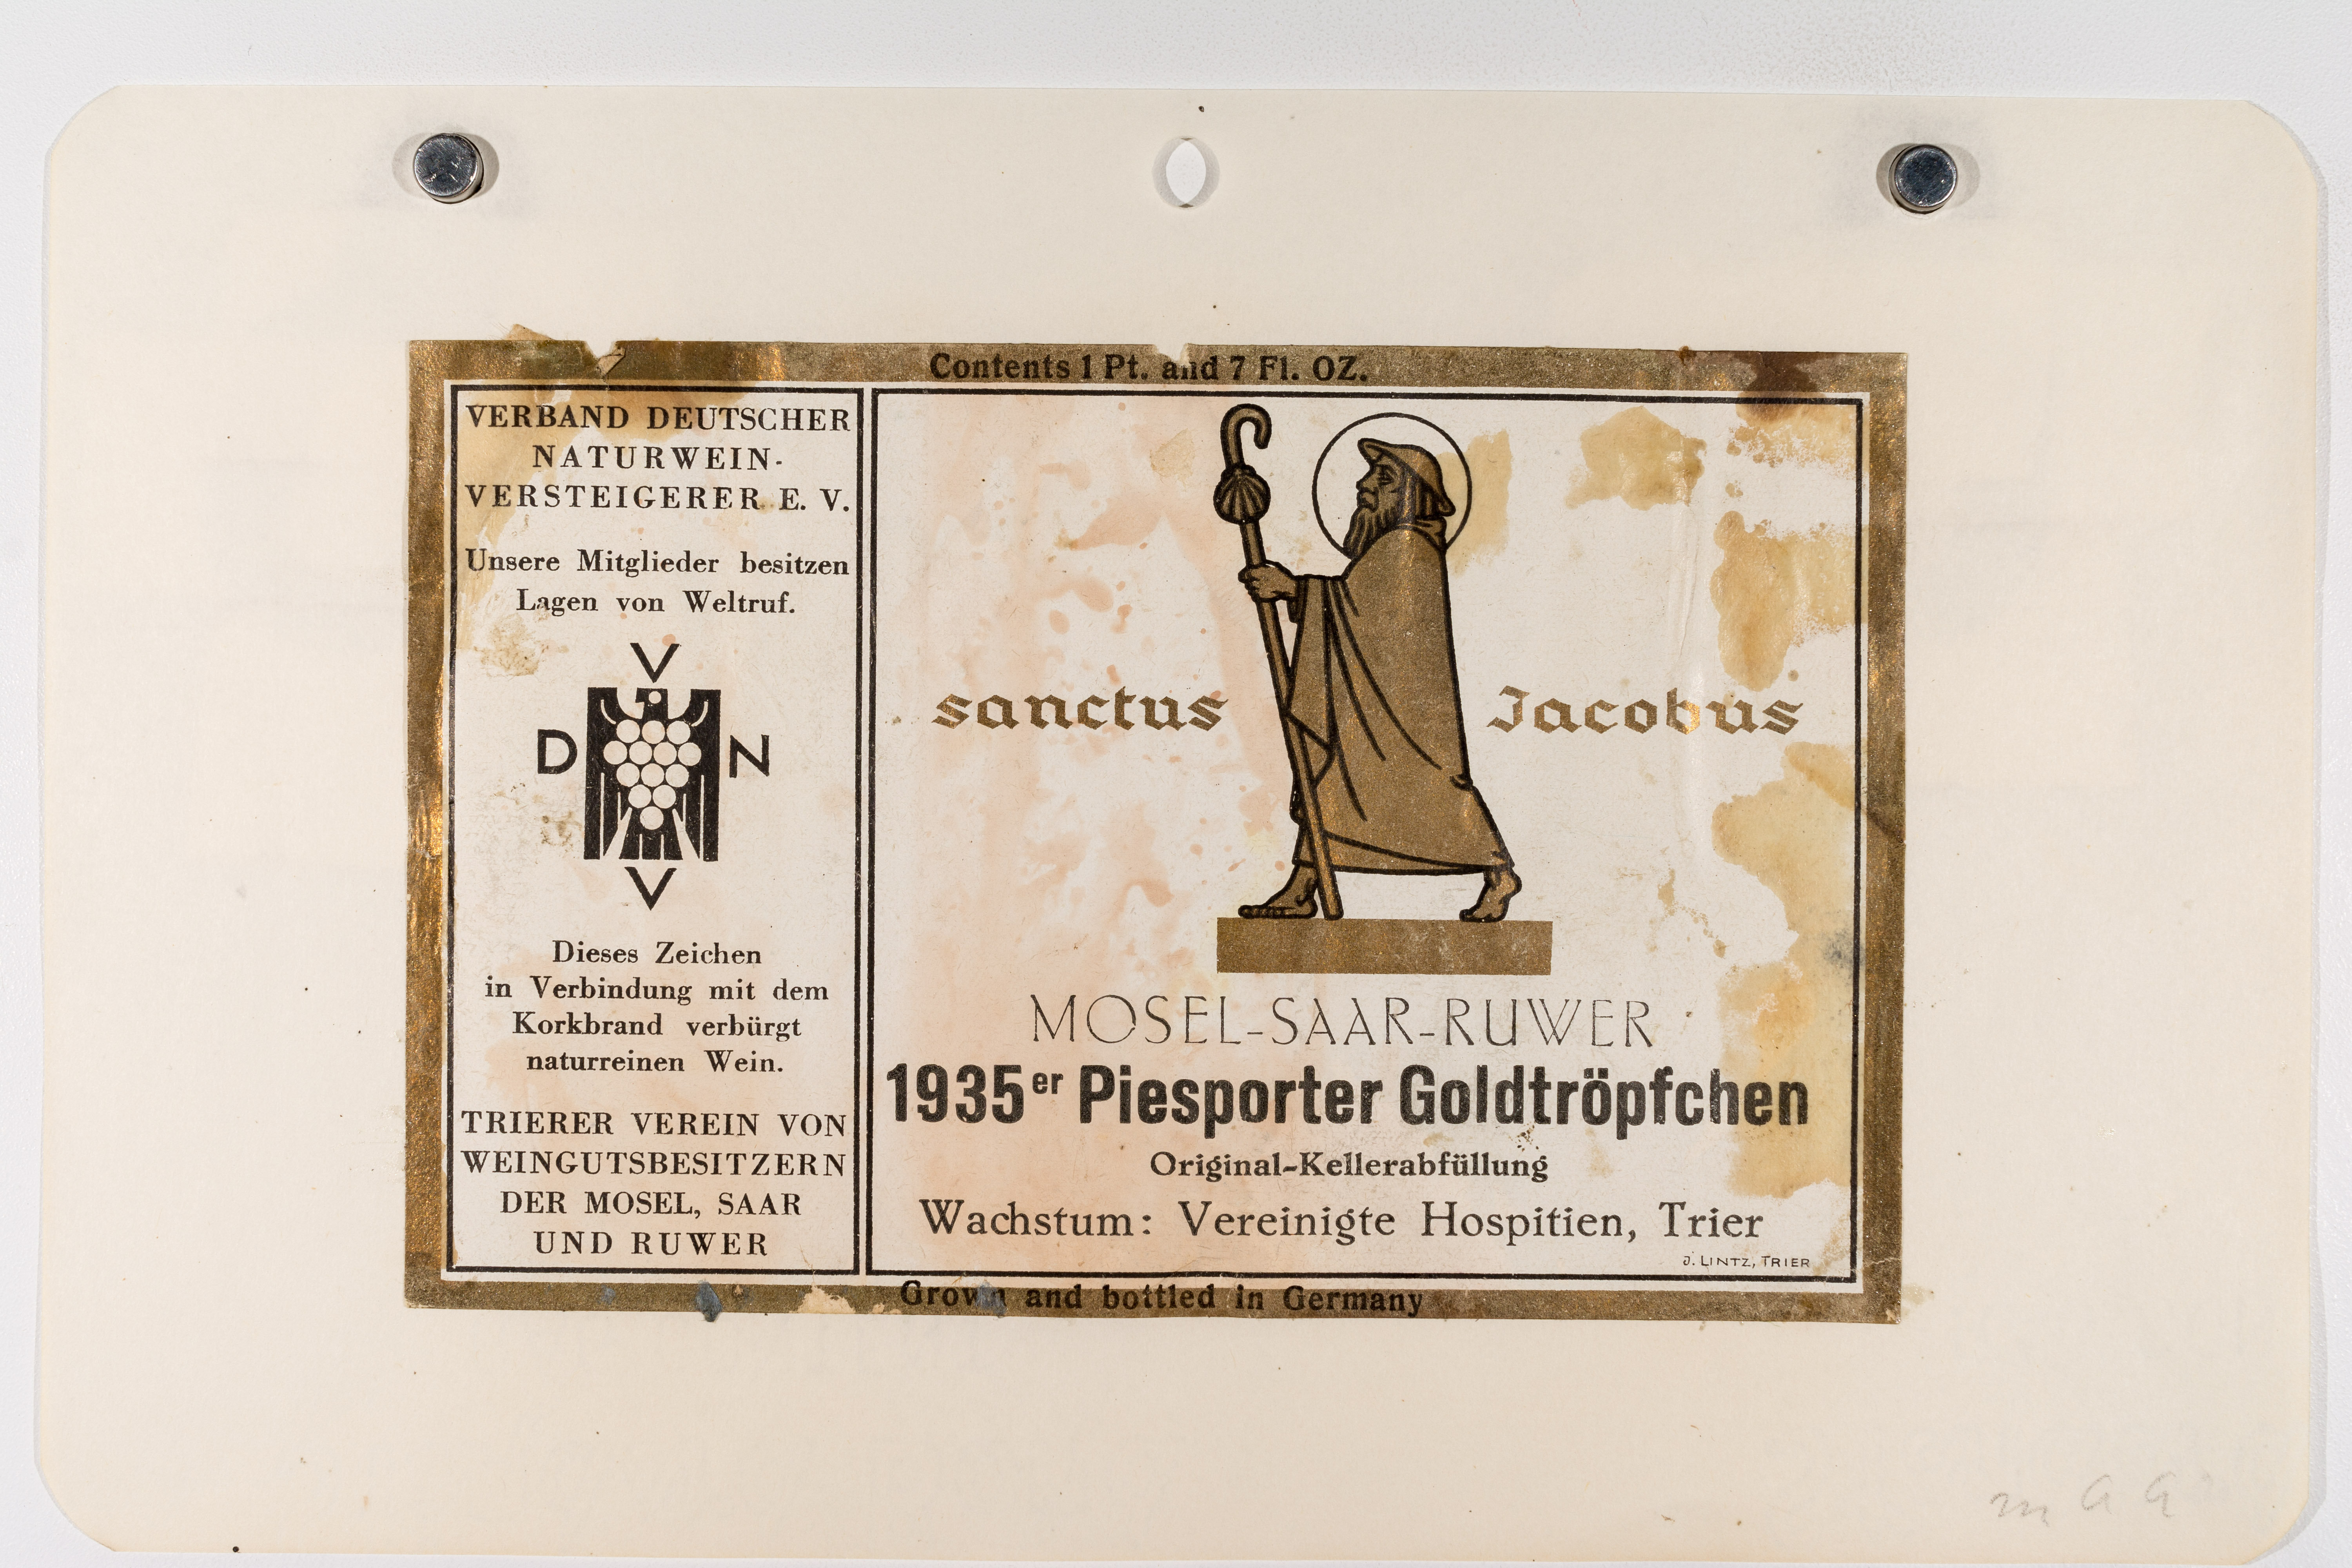 Contents 1 Pt. and 7 Fl. OZ.
VERBAND DEUTSCHER
NATURWEIN-
VERSTEIGERER E. V.
Unsere Mitglieder besitzen
Lagen von Weltruf.
V
D N
V
Dieses Zeichen
in Verbindung mit dem
Korkbrand verbürgt
naturreinen Wein.
TRIERER VEREIN VON
WEINGUTSBESITZERN
DER MOSEL, SAAR
UND RUWER
sanctus Jacobus
MOSEL-SAAR-RUWER
1935er Piesporter Goldtröpfchen
Original-Kellerabfüllung
Wachstum: Vereinigte Hospitien, Trier
J. LINTZ, TRIER
Grown and bottled in Germany